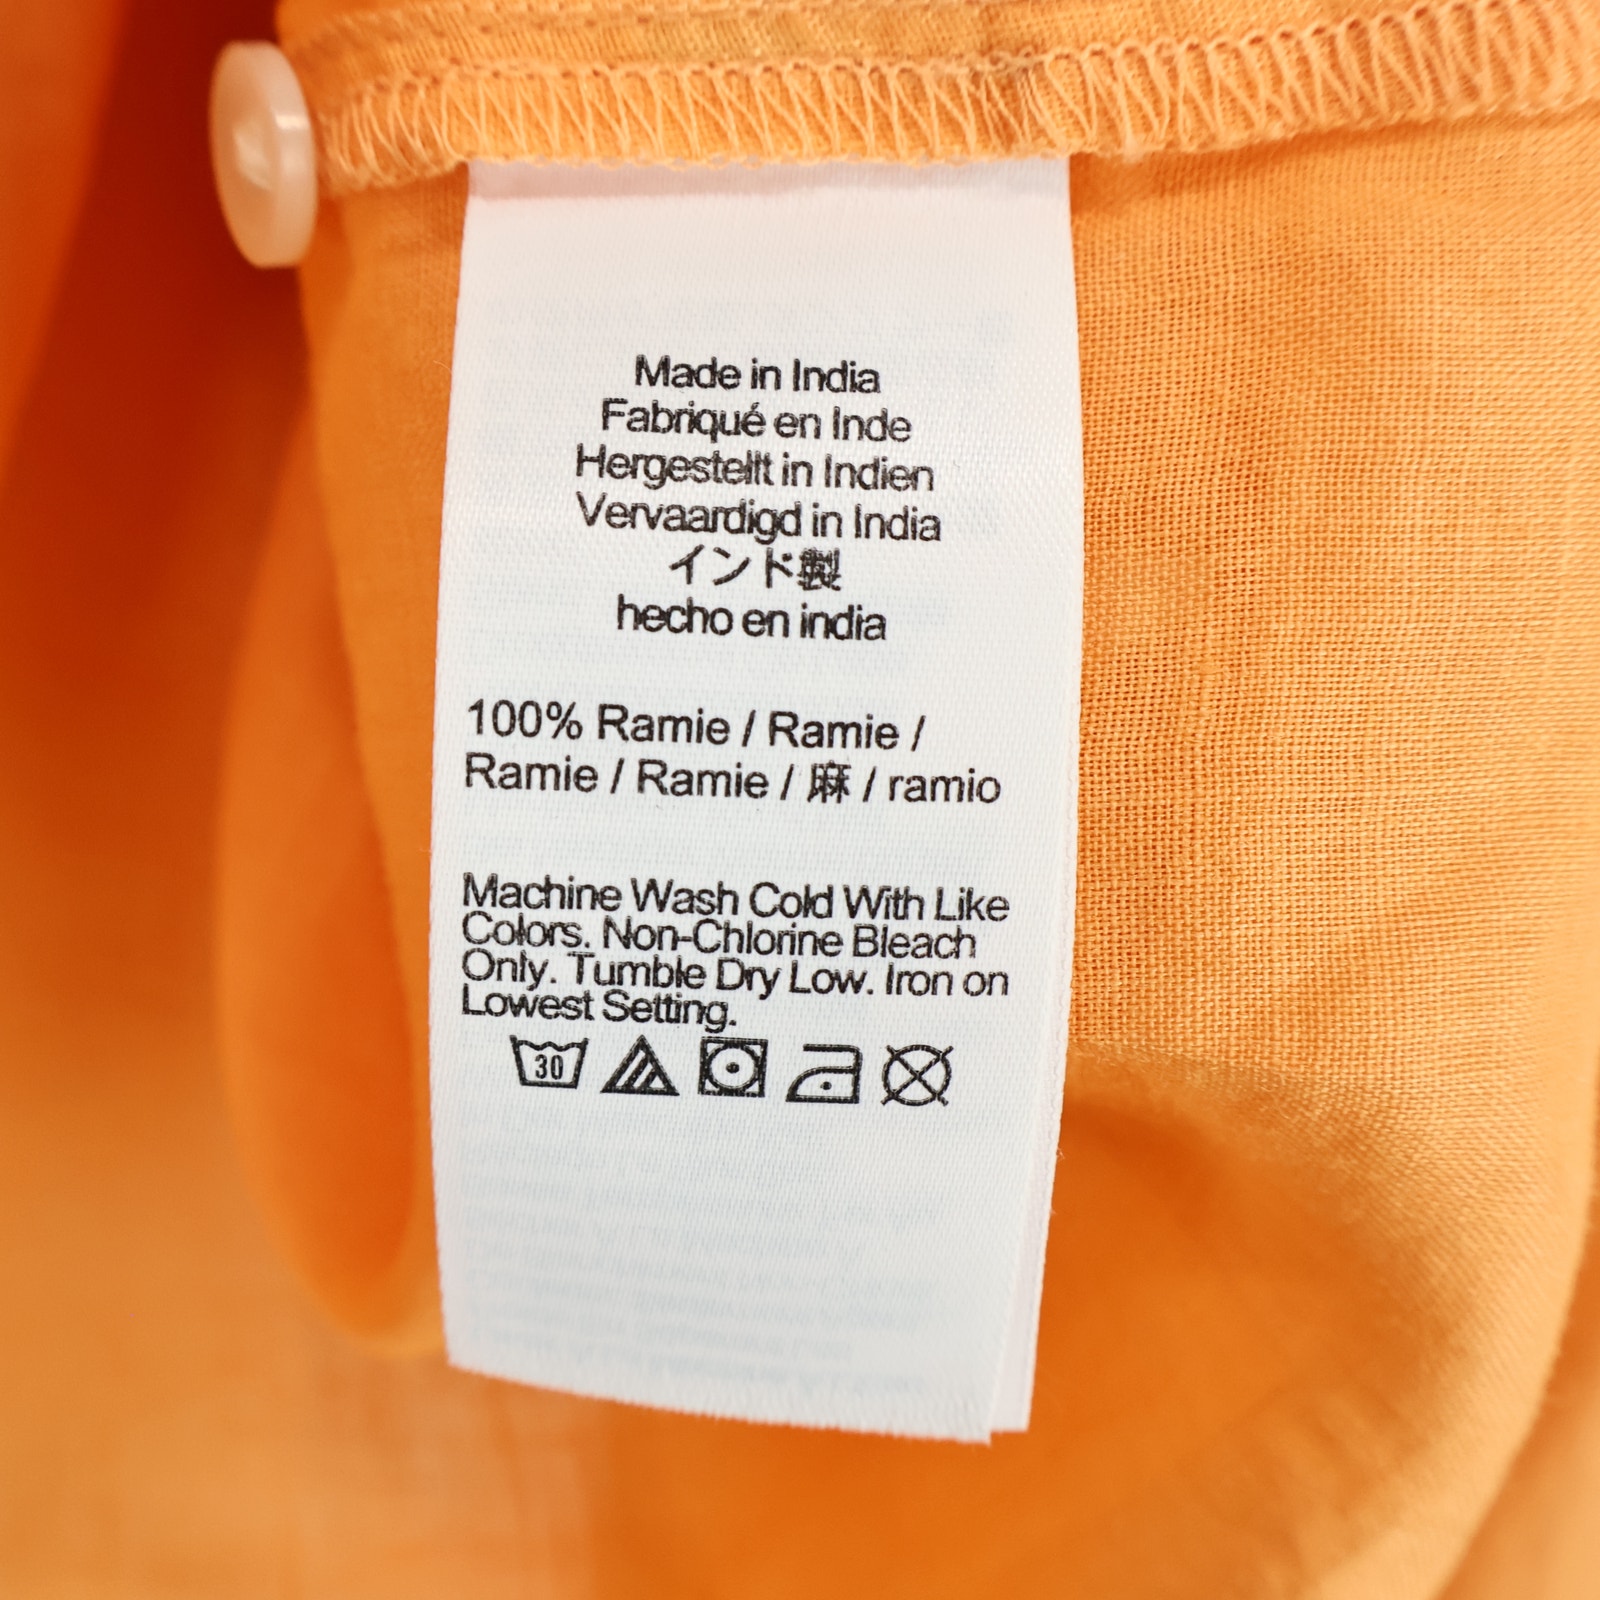 Made in India
Fabriqué en Inde
Hergestellt in Indien
Vervaardigd in India
インド製
hecho en india
100% Ramie / Ramie /
Ramie / Ramie / 麻 / ramio
Machine Wash Cold With Like
Colors. Non-Chlorine Bleach
Only. Tumble Dry Low. Iron on
Lowest Setting.
30